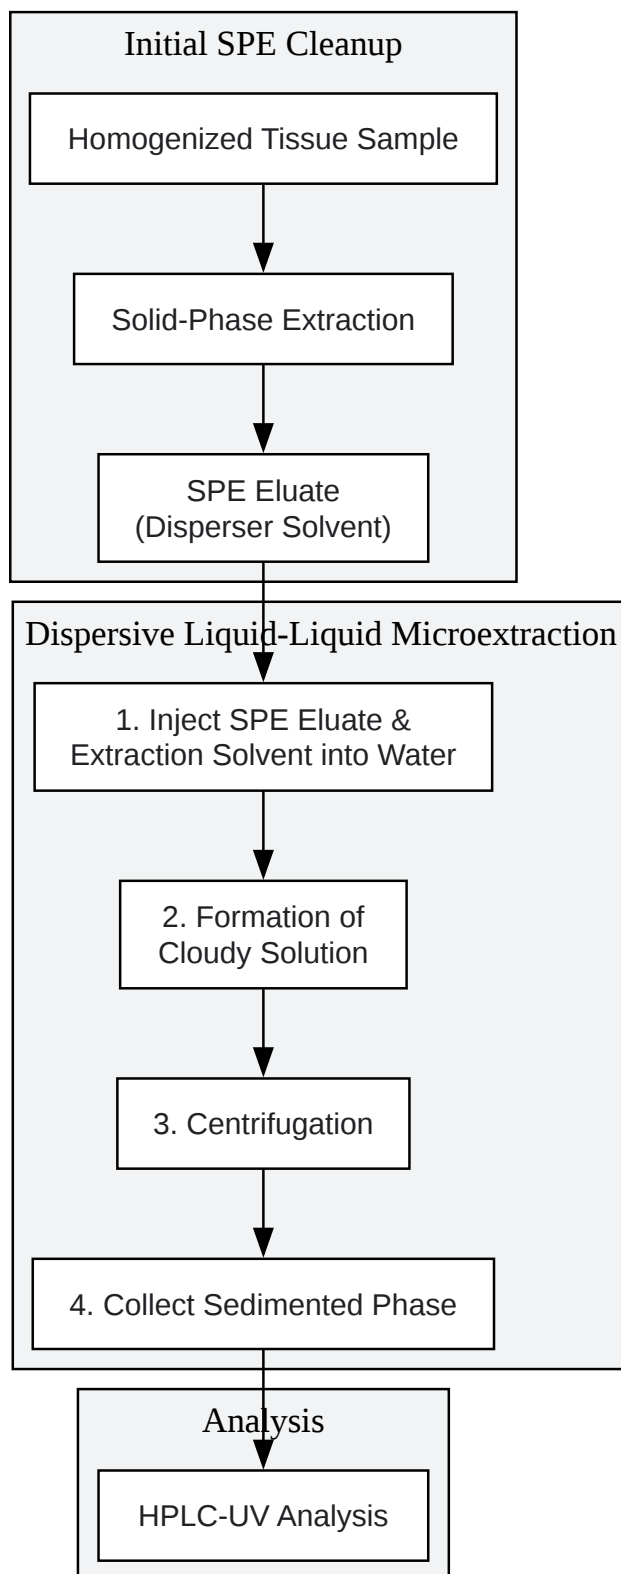 Initial SPE Cleanup
Homogenized Tissue Sample
Solid-Phase Extraction
SPE Eluate
(Disperser Solvent)
Dispersive Liquid-Liquid Microextraction
1. Inject SPE Eluate &
Extraction Solvent into Water
2. Formation of
Cloudy Solution
3. Centrifugation
4. Collect Sedimented Phase
Analysis
HPLC-UV Analysis